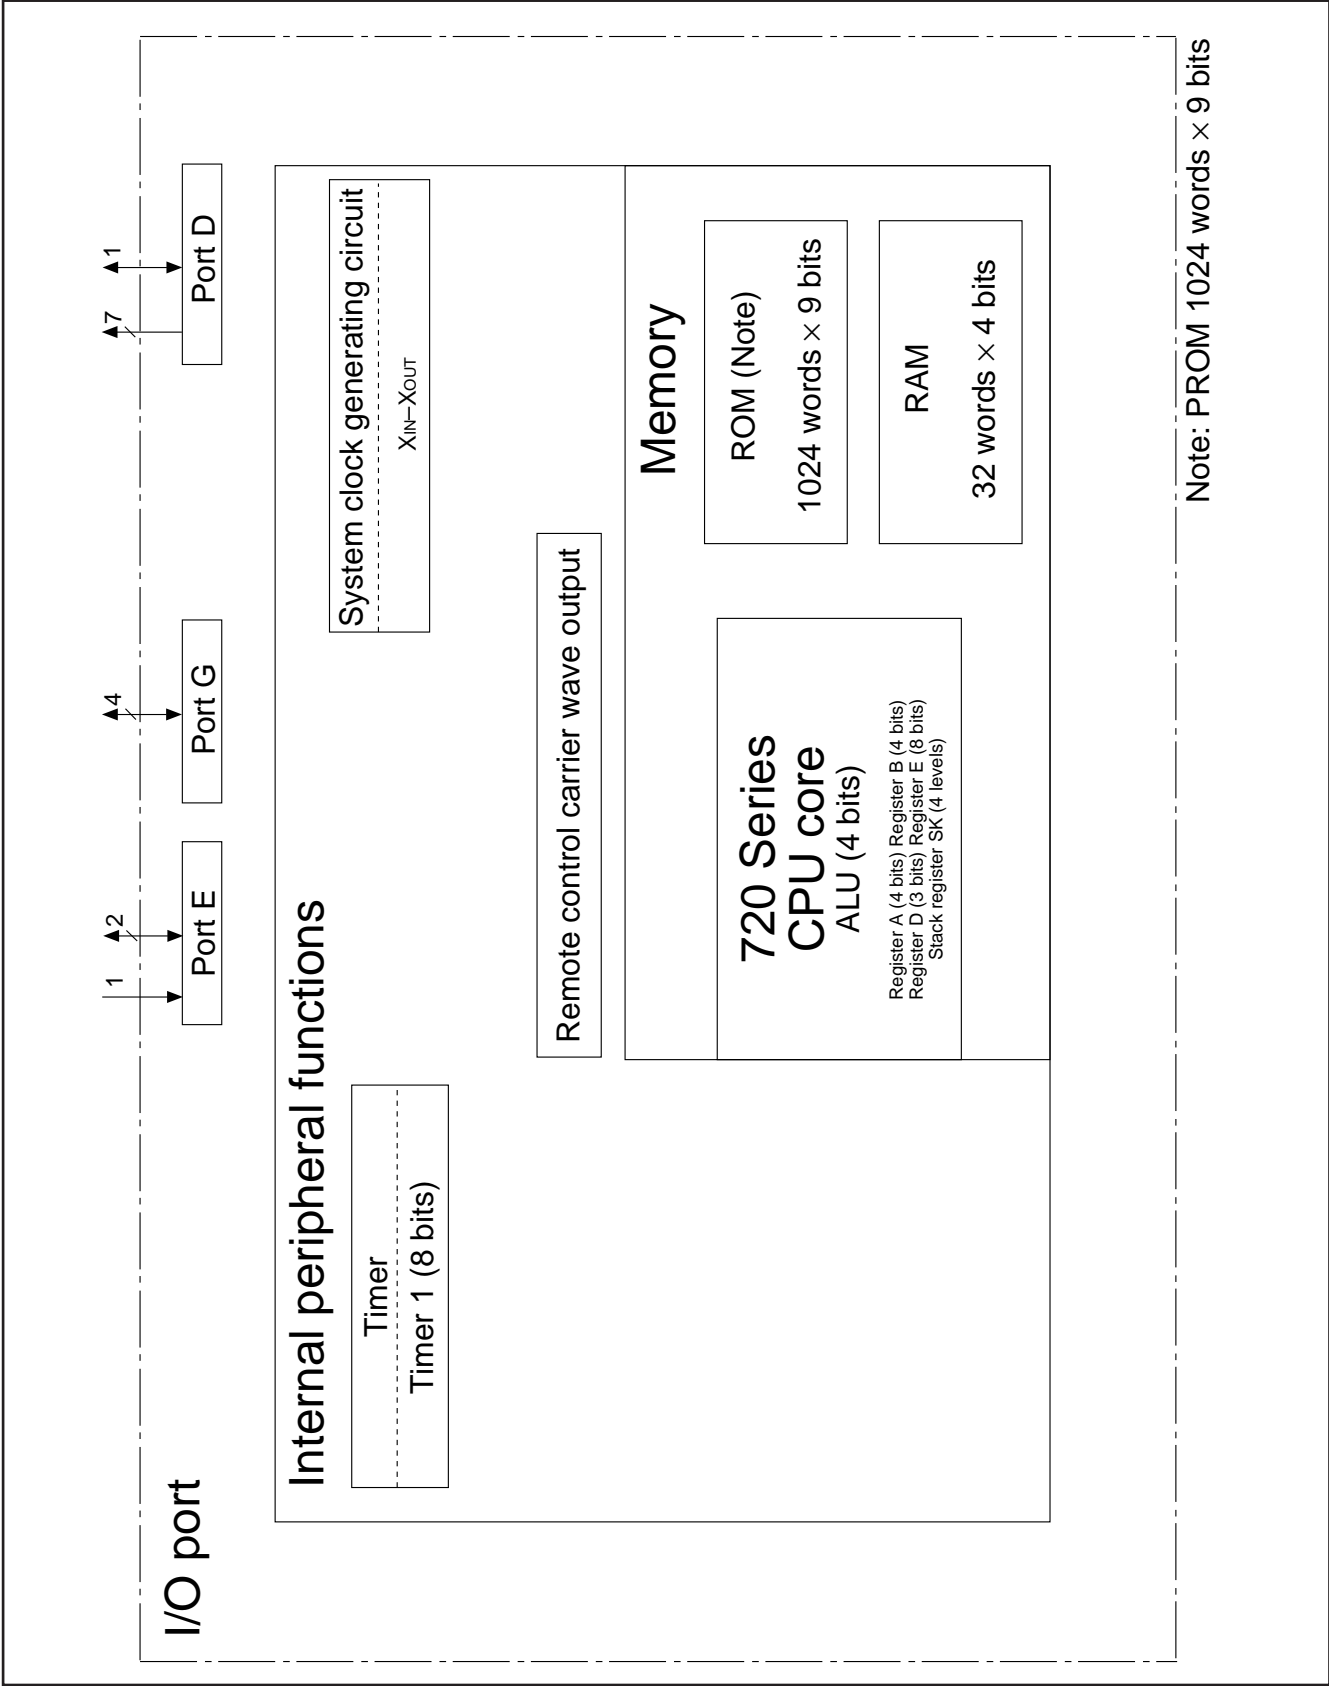 I/O port
1
2
4
7
1
Port E
Port G
Port D
Internal peripheral functions
Timer
Timer 1 (8 bits)
System clock generating circuit
XIN–XOUT
Remote control carrier wave output
720 Series
CPU core
ALU (4 bits)
Register A (4 bits) Register B (4 bits)
Register D (3 bits) Register E (8 bits)
Stack register SK (4 levels)
Memory
ROM (Note)
1024 words × 9 bits
RAM
32 words × 4 bits
Note: PROM 1024 words × 9 bits